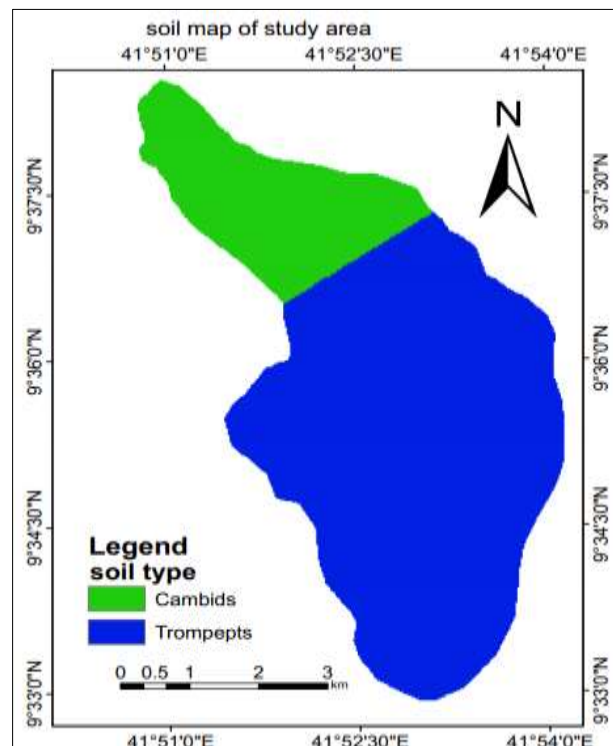 soil map of study area
41°51'0"E 41°52'30"E 41°54'0"E
N
9°37'30"N 9°37'30"N
9°36'0"N 9°36'0"N
9°34'30"N 9°34'30"N
Legend
soil type
Cambids
Trompepts
0 0.5 1 2 3
km
9°33'0"N 9°33'0"N
41°51'0"E 41°52'30"E 41°54'0"E